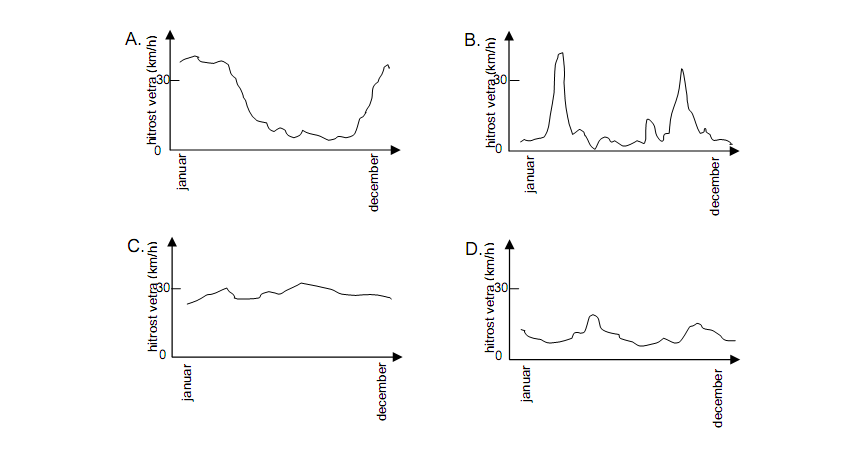 A.
hitrost vetra (km/h)
30
0
januar
december
B.
hitrost vetra (km/h)
30
0
januar
december
C.
hitrost vetra (km/h)
30
0
januar
december
D.
hitrost vetra (km/h)
30
0
januar
december